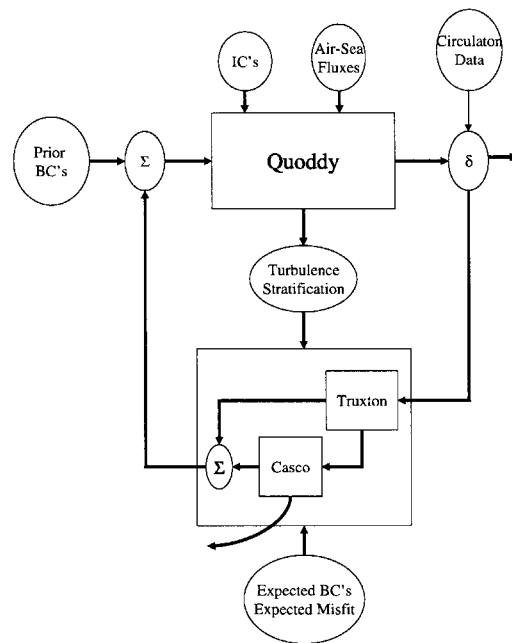 IC's
Air-Sea
Fluxes
Circulaton
Data
Prior
BC's
Σ
Quoddy
δ
Turbulence
Stratification
Truxton
Σ
Casco
Expected BC's
Expected Misfit